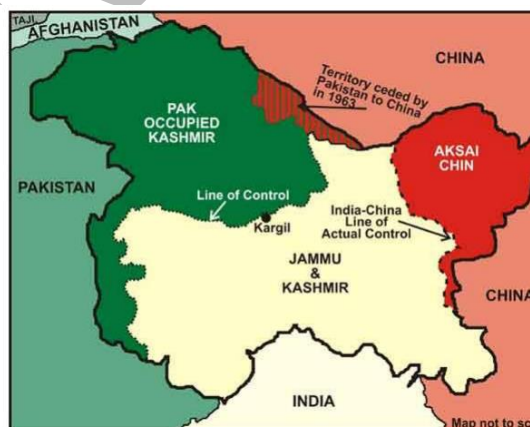 TAJI.
AFGHANISTAN
CHINA
Territory ceded by
Pakistan to China
in 1963
PAK
OCCUPIED
KASHMIR
AKSAI
CHIN
PAKISTAN
Line of Control
Kargil
India-China
Line of
Actual Control
JAMMU
&
KASHMIR
CHINA
INDIA
Map not to sc